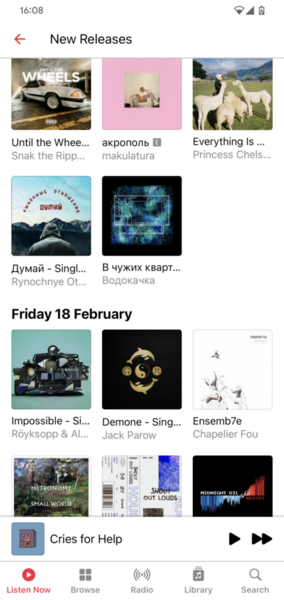 16:08
New Releases
UNTIL THE
WHEELS
Until the Whee...
Snak the Ripp...
акрополь E
makulatura
Everything Is ...
Princess Chels...
РЫНОЧНЫЕ ОТНОШЕНИЯ
ДУМАЙ
Думай - Singl...
Rynochnye Ot...
В чужих кварт...
Водокачка
Friday 18 February
Impossible - Si...
Röyksopp & Al...
Demone - Sing...
Jack Parow
Ensemb7e
Chapelier Fou
METRONOMY
SMALL WORLD
SHOUT
OUT LOUDS
MIDNIGHT OIL
Cries for Help
Listen Now
Browse
Radio
Library
Search